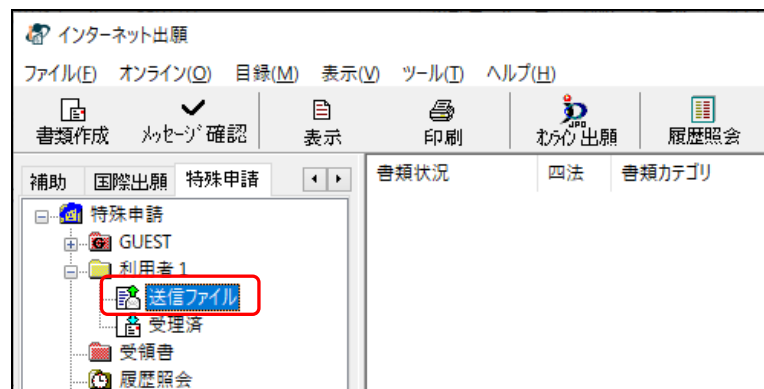 インターネット出願
ファイル(F) オンライン(O) 目録(M) 表示(V) ツール(T) ヘルプ(H)
書類作成 メッセージ確認 表示 印刷 オンライン出願 履歴照会
補助 国際出願 特殊申請
書類状況 四法 書類カテゴリ
特殊申請
GUEST
利用者1
送信ファイル
受理済
受領書
履歴照会